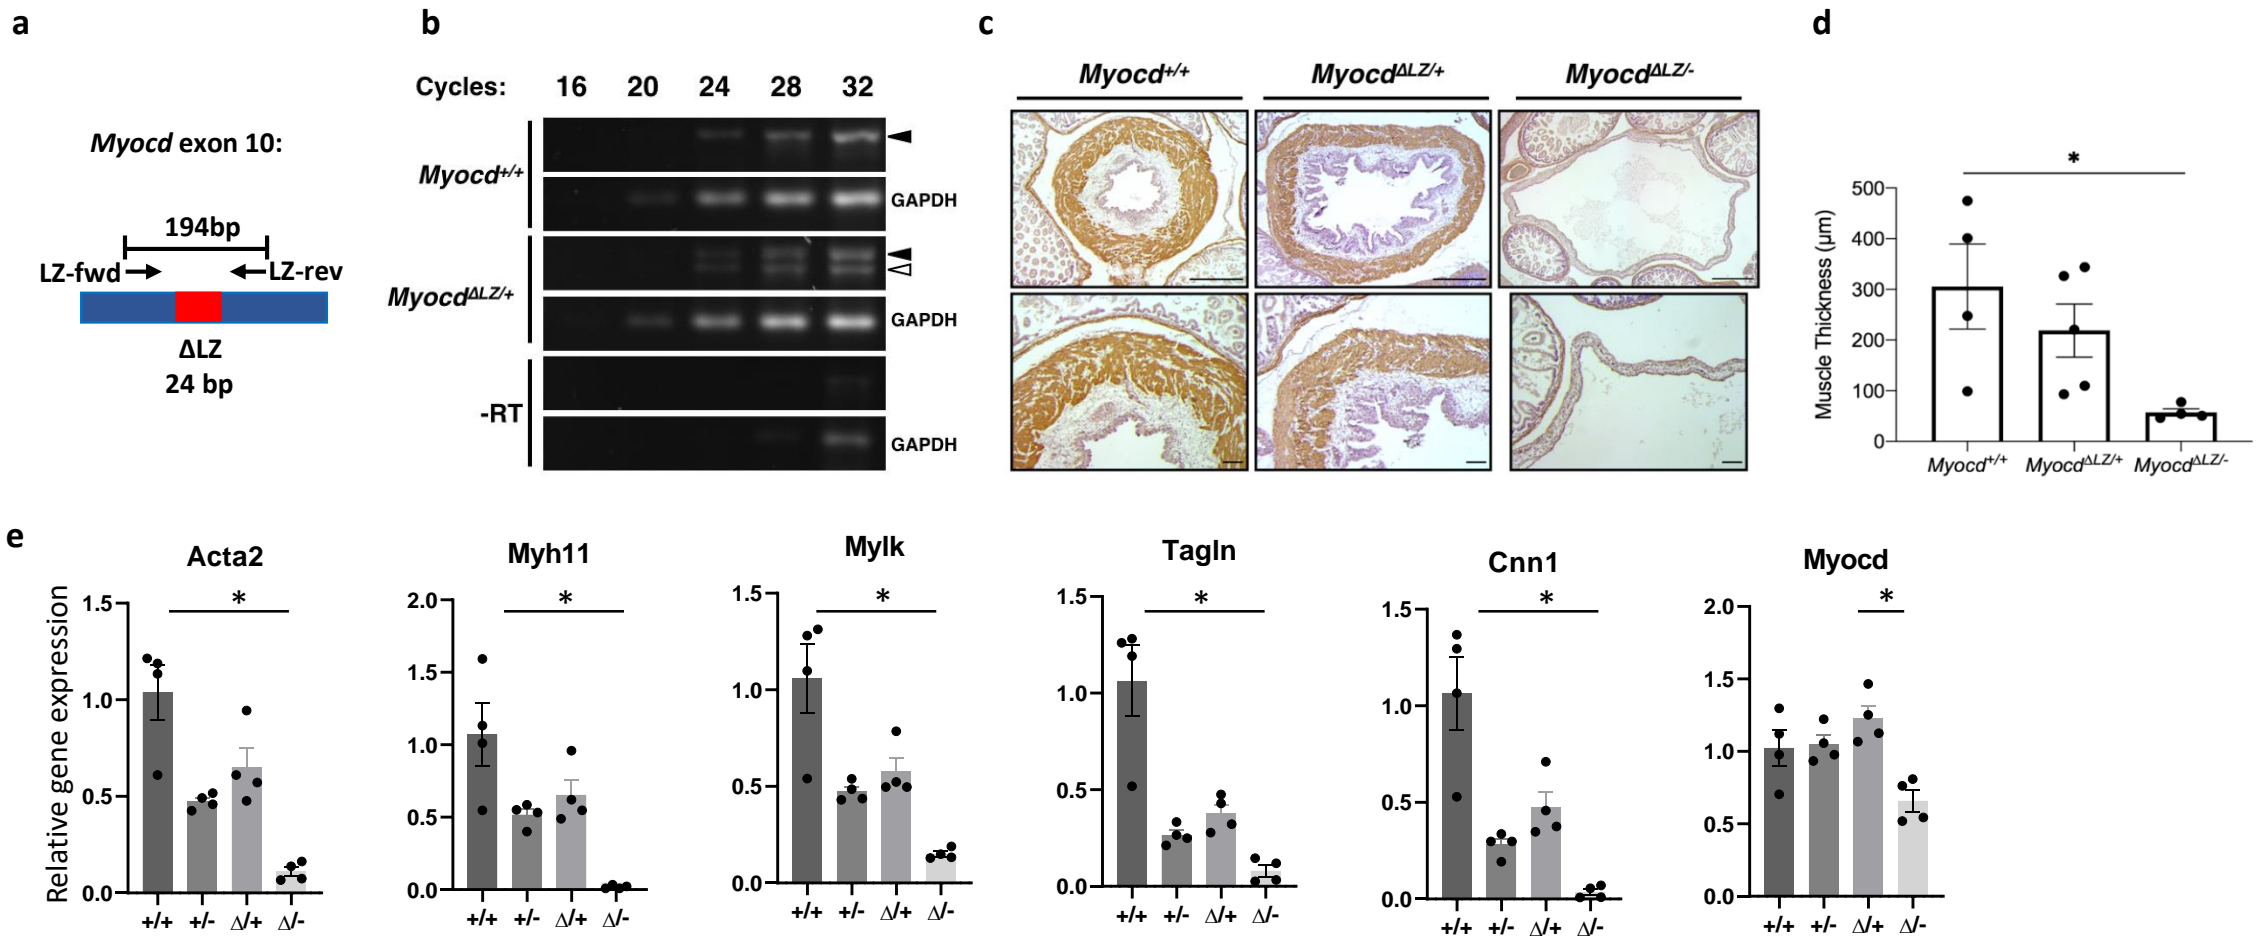 a
Myocd exon 10:
194bp
LZ-fwd
LZ-rev
ΔLZ
24 bp
b
Cycles: 16 20 24 28 32
Myocd+/+
GAPDH
MyocdΔLZ/+
GAPDH
-RT
GAPDH
c
Myocd+/+ MyocdΔLZ/+ MyocdΔLZ/-
d
*
Muscle Thickness (μm)
500
400
300
200
100
0
Myocd+/+ MyocdΔLZ/+ MyocdΔLZ/-
e
Relative gene expression
Acta2
*
1.5
1.0
0.5
0.0
+/+ +/- Δ/+ Δ/-
Myh11
*
2.0
1.5
1.0
0.5
0.0
+/+ +/- Δ/+ Δ/-
Mylk
*
1.5
1.0
0.5
0.0
+/+ +/- Δ/+ Δ/-
Tagln
*
1.5
1.0
0.5
0.0
+/+ +/- Δ/+ Δ/-
Cnn1
*
1.5
1.0
0.5
0.0
+/+ +/- Δ/+ Δ/-
Myocd
*
2.0
1.5
1.0
0.5
0.0
+/+ +/- Δ/+ Δ/-